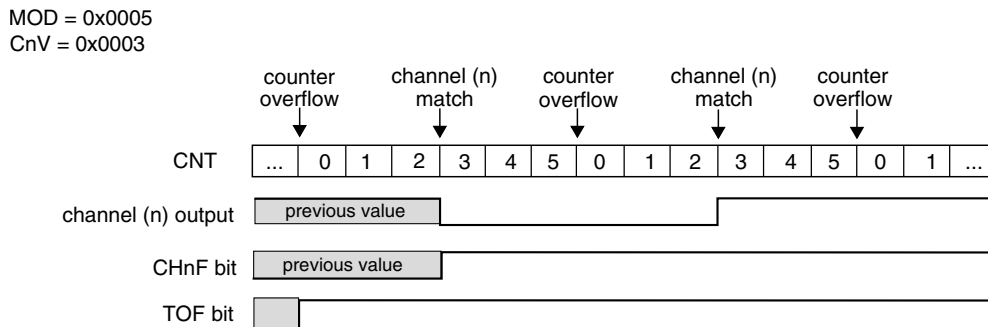 MOD = 0x0005
CnV = 0x0003
counter overflow
channel (n) match
counter overflow
channel (n) match
counter overflow
CNT ... 0 1 2 3 4 5 0 1 2 3 4 5 0 1 ...
channel (n) output previous value
CHnF bit previous value
TOF bit